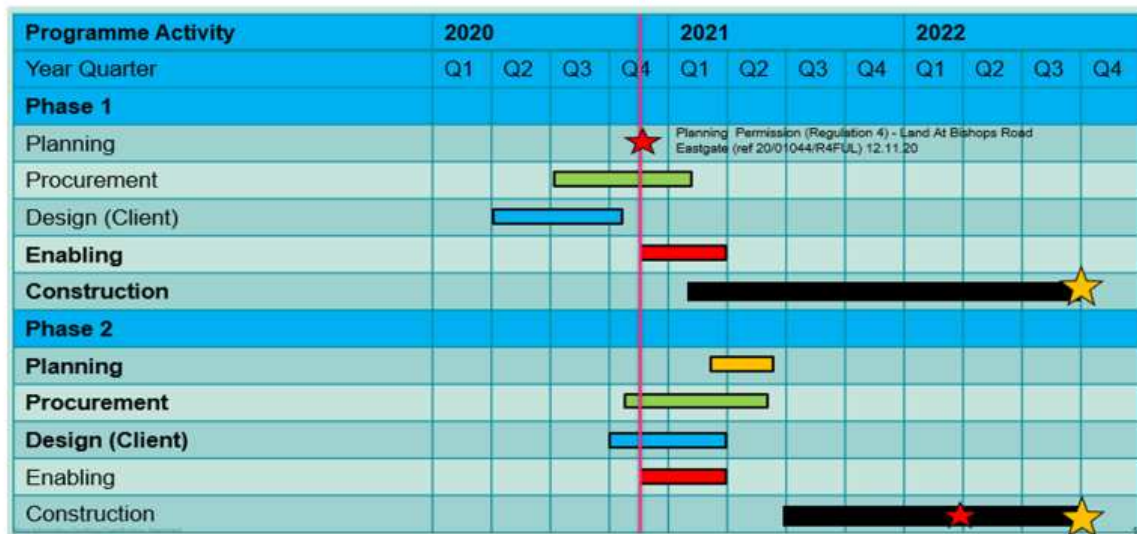 Programme Activity 2020 2021 2022
Year Quarter Q1 Q2 Q3 Q4 Q1 Q2 Q3 Q4 Q1 Q2 Q3 Q4
Phase 1
Planning
Planning Permission (Regulation 4) - Land At Bishops Road
Eastgate (ref 20/01044/R4FUL) 12.11.20
Procurement
Design (Client)
Enabling
Construction
Phase 2
Planning
Procurement
Design (Client)
Enabling
Construction